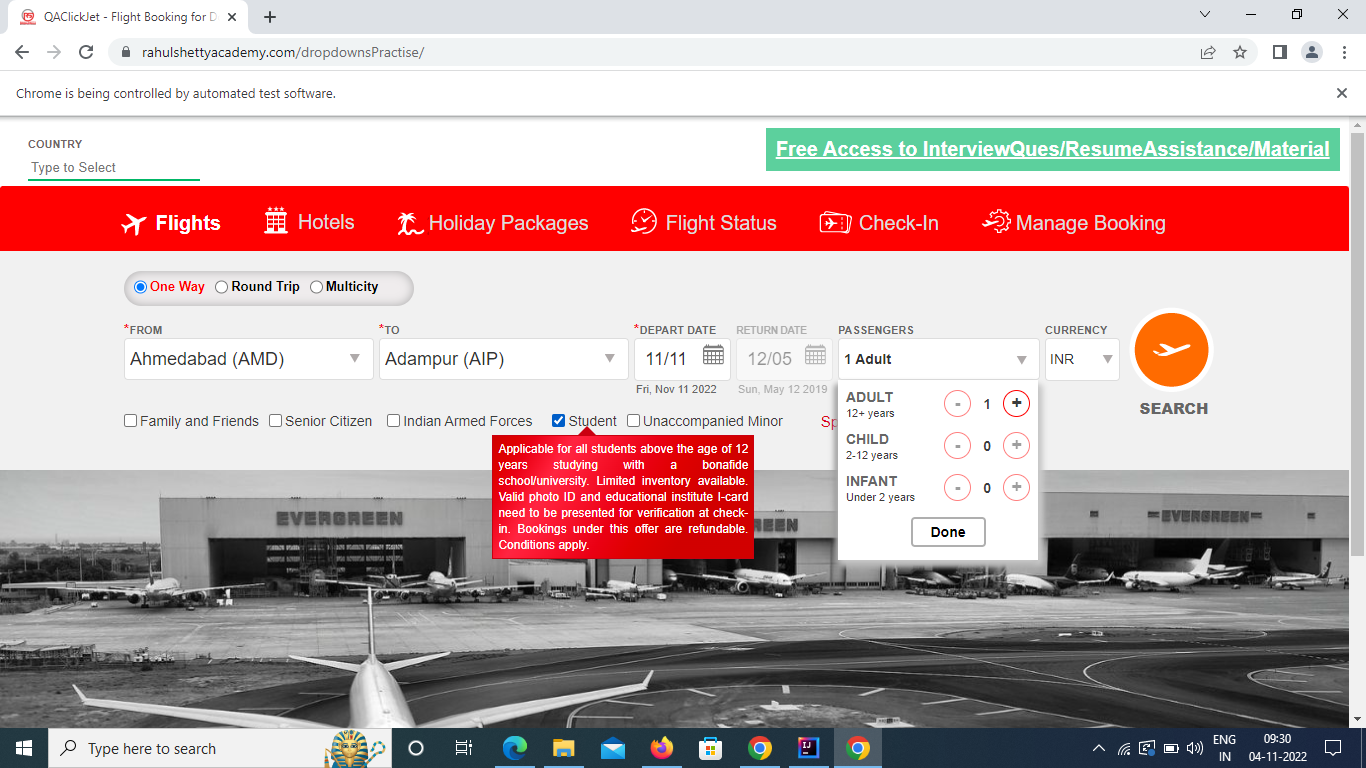 QAClickJet - Flight Booking for D
rahulshettyacademy.com/dropdownsPractise/
Chrome is being controlled by automated test software.
COUNTRY
Type to Select
Free Access to InterviewQues/ResumeAssistance/Material
Flights
Hotels
Holiday Packages
Flight Status
Check-In
Manage Booking
One Way
Round Trip
Multicity
*FROM
*TO
*DEPART DATE
RETURN DATE
PASSENGERS
CURRENCY
Ahmedabad (AMD)
Adampur (AIP)
11/11
12/05
1 Adult
INR
Fri, Nov 11 2022
Sun, May 12 2019
SEARCH
Family and Friends
Senior Citizen
Indian Armed Forces
Student
Unaccompanied Minor
Sp
ADULT
12+ years
- 1 +
CHILD
2-12 years
- 0 +
INFANT
Under 2 years
- 0 +
Done
Applicable for all students above the age of 12
years studying with a bonafide
school/university. Limited inventory available.
Valid photo ID and educational institute I-card
need to be presented for verification at check-
in. Bookings under this offer are refundable.
Conditions apply.
EVERGREEN
EEN
EVERGREEN
Type here to search
ENG
IN
09:30
04-11-2022